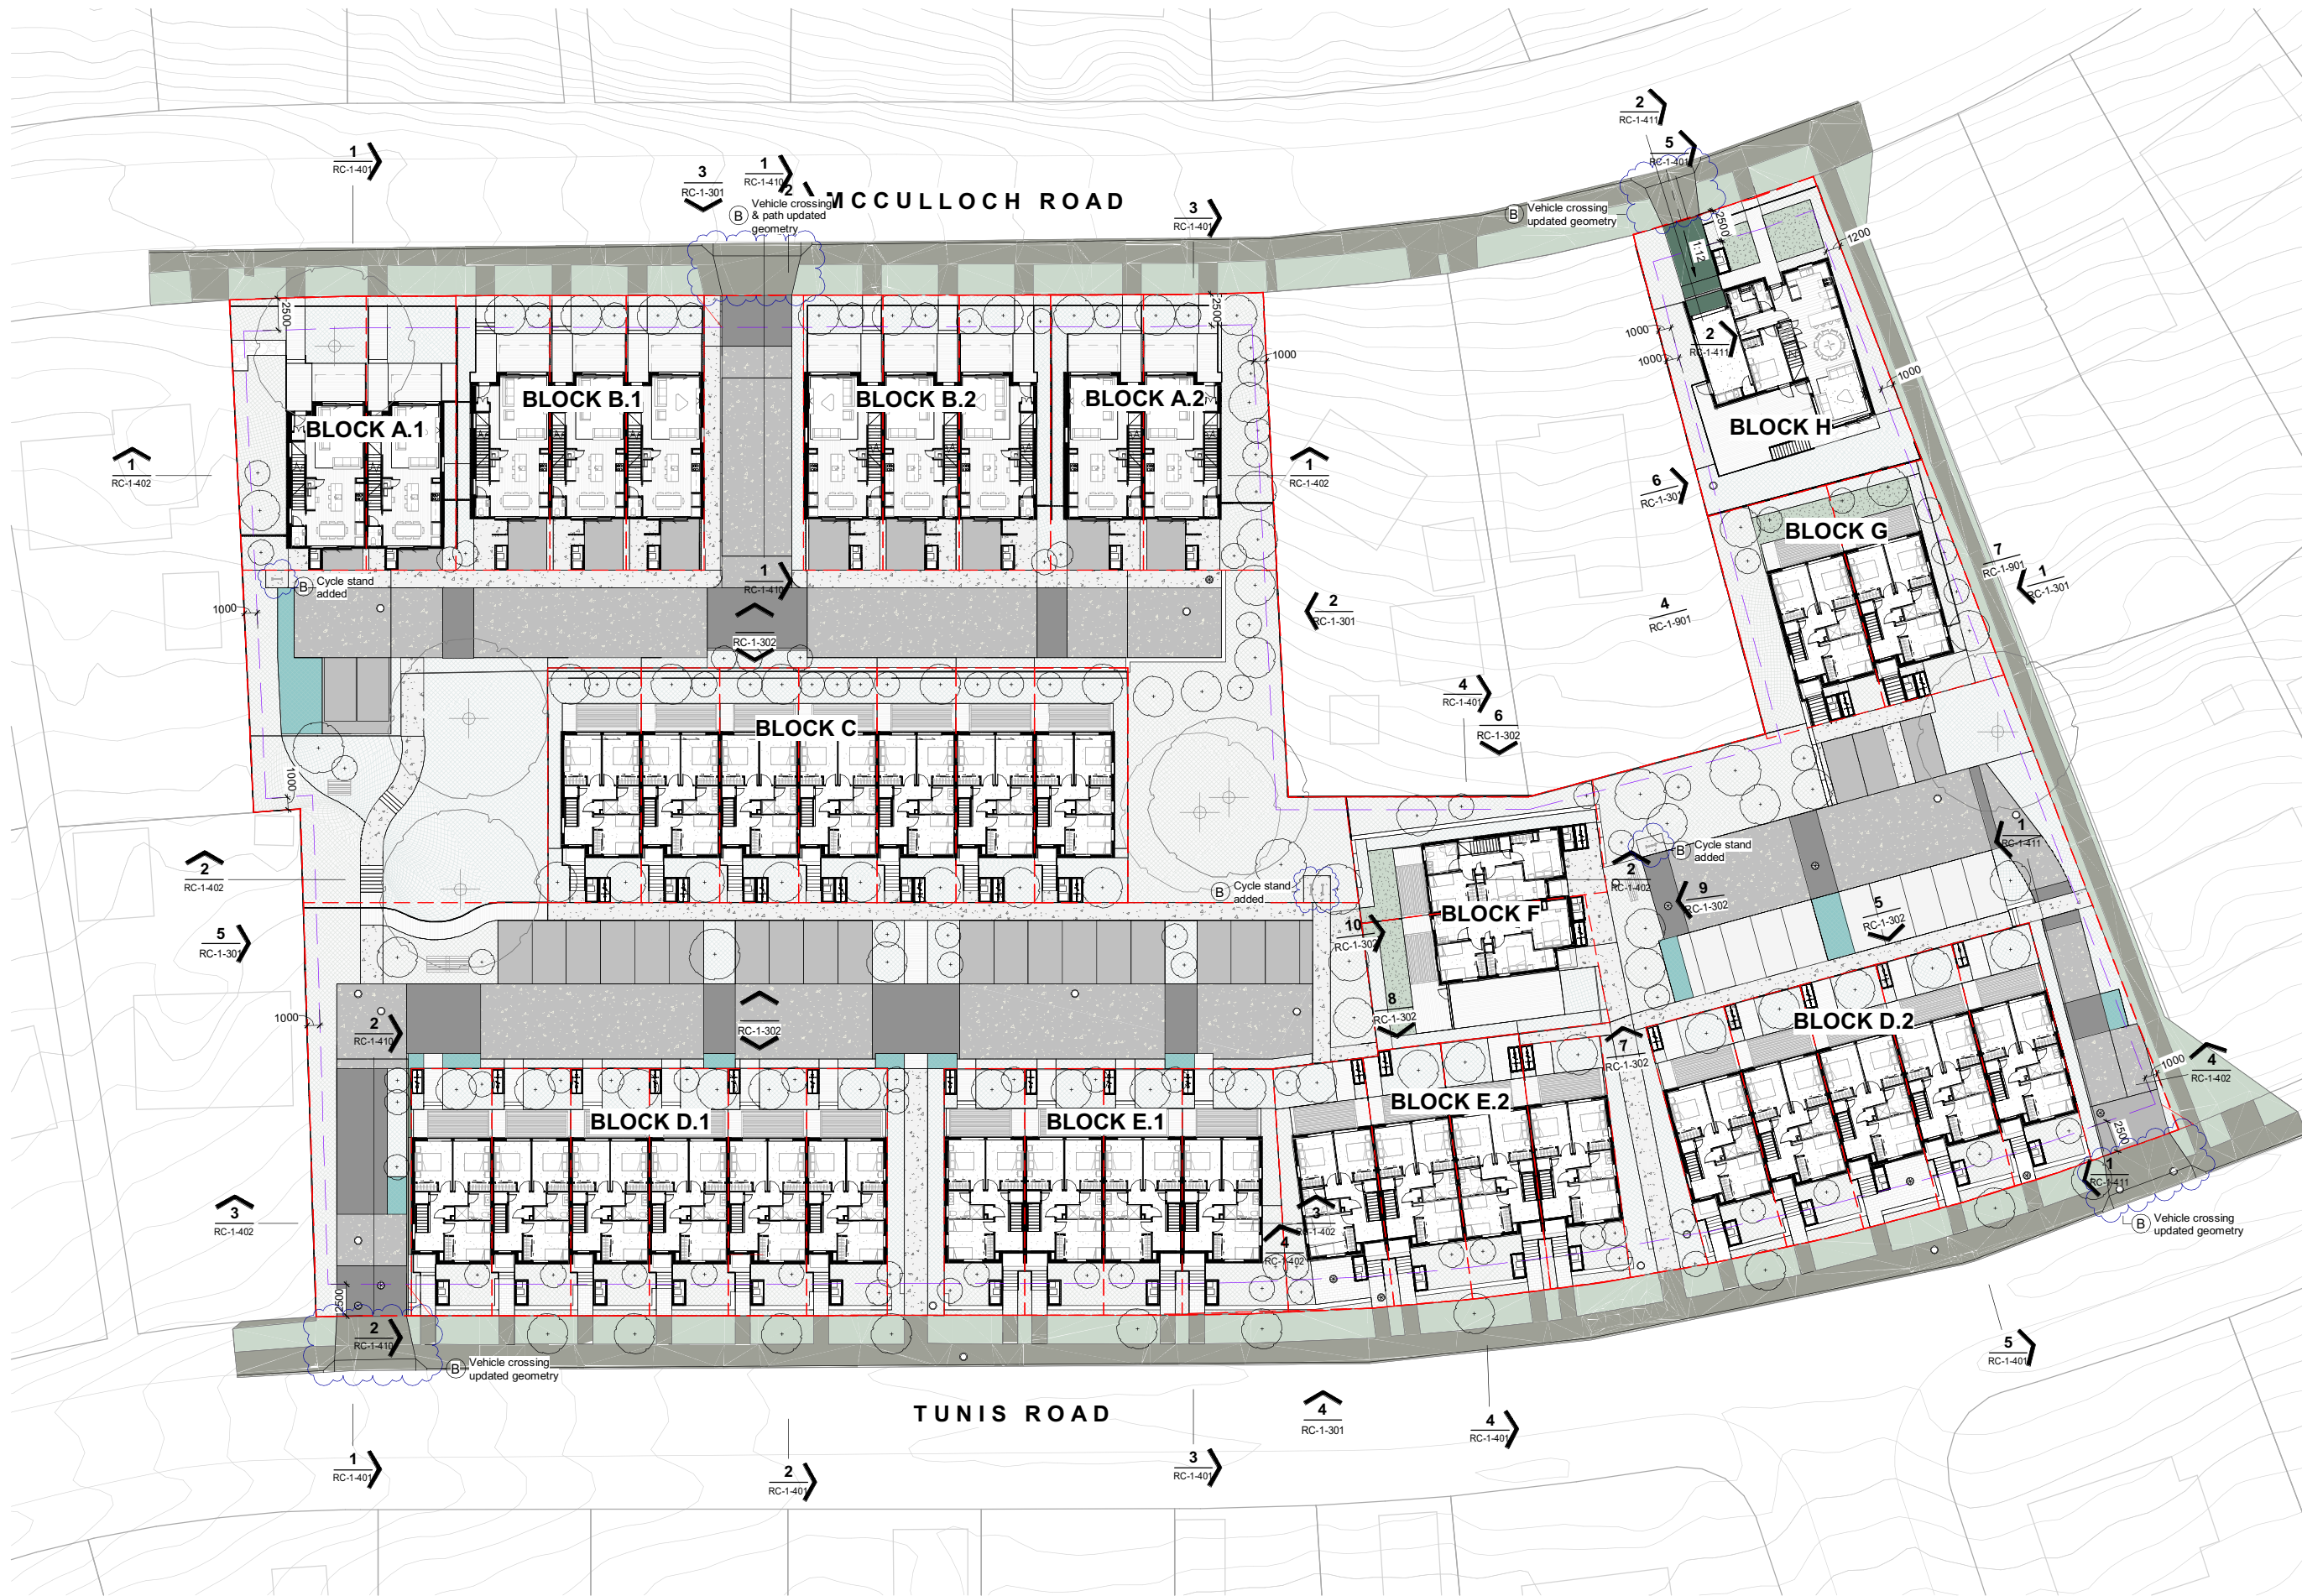 2
RC-1-411
5
RC-1-401
1
RC-1-401
3
RC-1-301
1
RC-1-410
2
MCCULLOCH ROAD
B
Vehicle crossing
& path updated
geometry
3
RC-1-401
B
Vehicle crossing
updated geometry
2500
1:12
1200
2500
2500
1000
1000
1000
2
RC-1-411
1000
BLOCK A.1
BLOCK B.1
BLOCK B.2
BLOCK A.2
BLOCK H
1
RC-1-402
1
RC-1-402
6
RC-1-301
BLOCK G
7
RC-1-901
1
RC-1-301
B
Cycle stand
added
1
RC-1-410
1000
2
RC-1-301
4
RC-1-901
RC-1-302
4
RC-1-401
6
RC-1-302
BLOCK C
1000
2
RC-1-402
B
Cycle stand
added
B
Cycle stand
added
2
RC-1-402
1
RC-1-411
9
RC-1-302
5
RC-1-302
BLOCK F
10
RC-1-302
5
RC-1-301
8
RC-1-302
1000
2
RC-1-410
RC-1-302
BLOCK D.2
7
RC-1-302
1000
4
RC-1-402
BLOCK D.1
BLOCK E.1
BLOCK E.2
2500
1
RC-1-411
3
RC-1-402
3
RC-1-402
4
RC-1-402
B
Vehicle crossing
updated geometry
2500
2
RC-1-410
B
Vehicle crossing
updated geometry
5
RC-1-401
TUNIS ROAD
4
RC-1-301
4
RC-1-401
1
RC-1-401
2
RC-1-401
3
RC-1-401